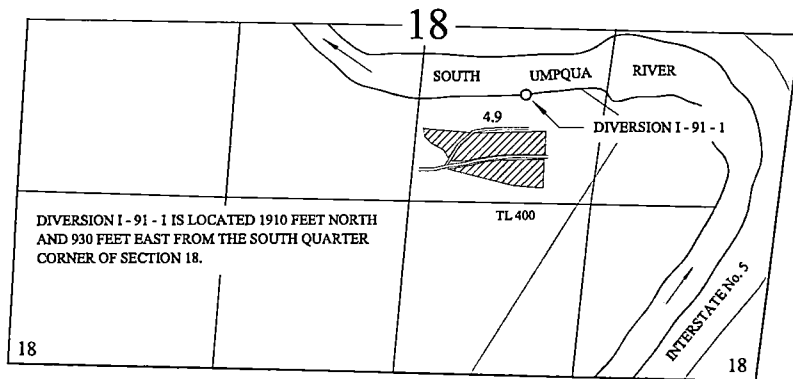 18
SOUTH UMPQUA RIVER
4.9
DIVERSION I - 91 - 1
TL 400
DIVERSION I - 91 - 1 IS LOCATED 1910 FEET NORTH
AND 930 FEET EAST FROM THE SOUTH QUARTER
CORNER OF SECTION 18.
INTERSTATE No. 5
18
18